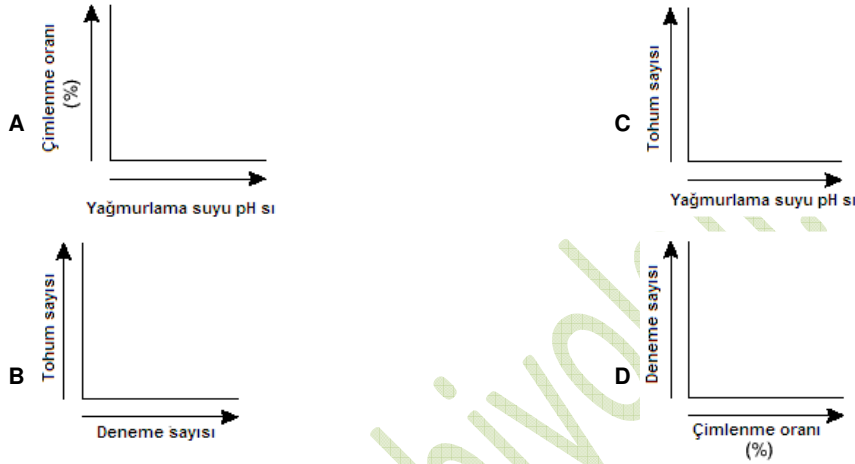 A
Çimlenme oranı
(%)
Yağmurlama suyu pH sı
C
Tohum sayısı
Yağmurlama suyu pH sı
B
Tohum sayısı
Deneme sayısı
D
Deneme sayısı
Çimlenme oranı
(%)